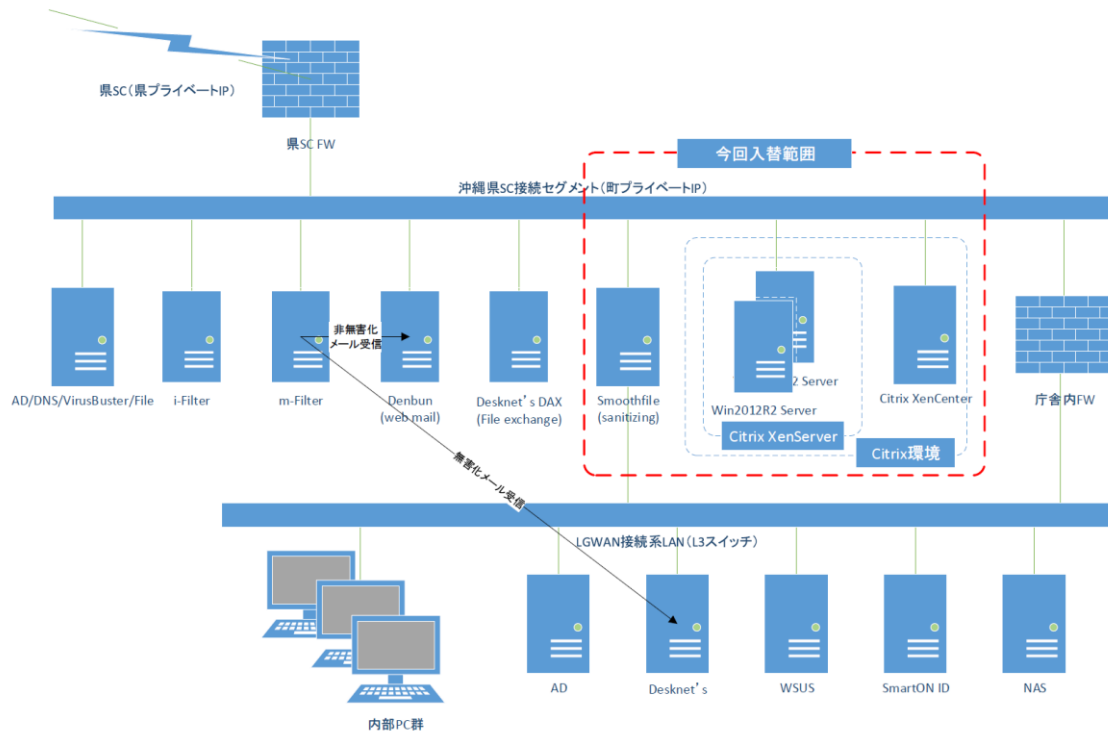 県SC(県プライベートIP)
県SC FW
今回入替範囲
沖縄県SC接続セグメント(町プライベートIP)
非無害化
メール受信
AD/DNS/VirusBuster/File
i-Filter
m-Filter
Denbun
(web mail)
Desknet's DAX
(File exchange)
Smoothfile
(sanitizing)
2 Server
Win2012R2 Server
Citrix XenServer
Citrix XenCenter
Citrix環境
庁舎内FW
無害化メール受信
LGWAN接続系LAN(L3スイッチ)
内部PC群
AD
Desknet's
WSUS
SmartON ID
NAS